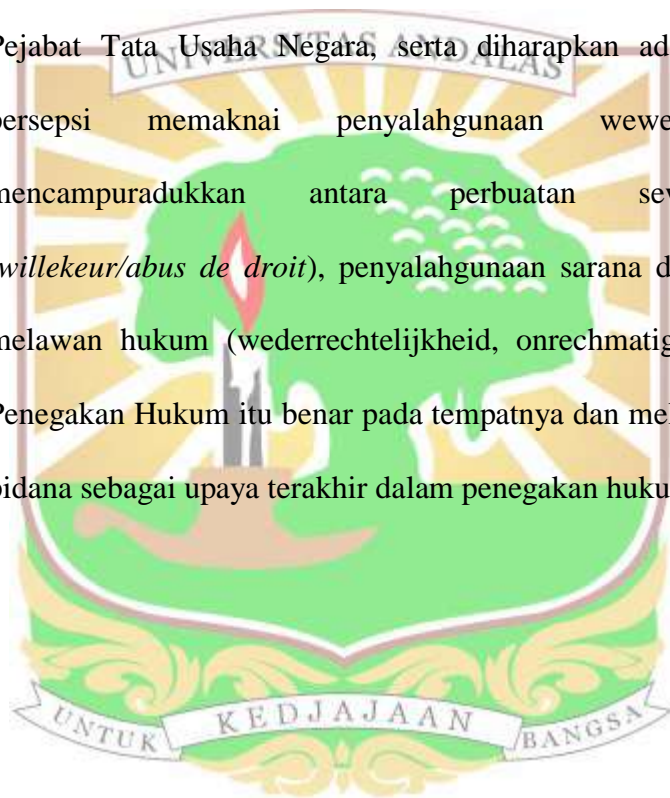 UNIVERSITAS ANDALAS
Pejabat Tata Usaha Negara, serta diharapkan ad
persepsi memaknai penyalahgunaan wewe
mencampuradukkan antara perbuatan sew
willekeur/abus de droit), penyalahgunaan sarana d
melawan hukum (wederrechtelijkheid, onrechmatig
Penegakan Hukum itu benar pada tempatnya dan mel
pidana sebagai upaya terakhir dalam penegakan huku
UNTUK KEDJAJAAN BANGSA